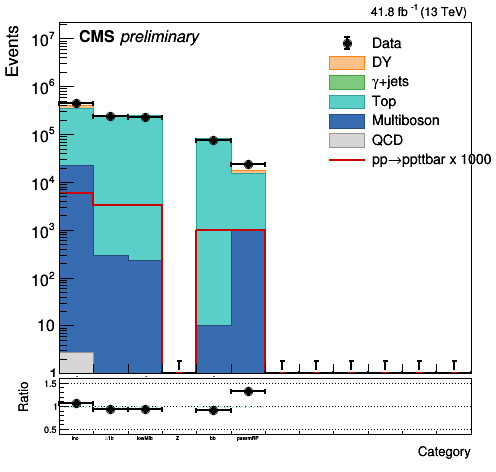 41.8 fb⁻¹ (13 TeV)
CMS preliminary
Events
10⁷
10⁶
10⁵
10⁴
10³
10²
10
1
Data
DY
γ+jets
Top
Multiboson
QCD
pp→ppttbar x 1000
Ratio
1.5
1
0.5
≥1b
lowMlb
Z
bb
Category